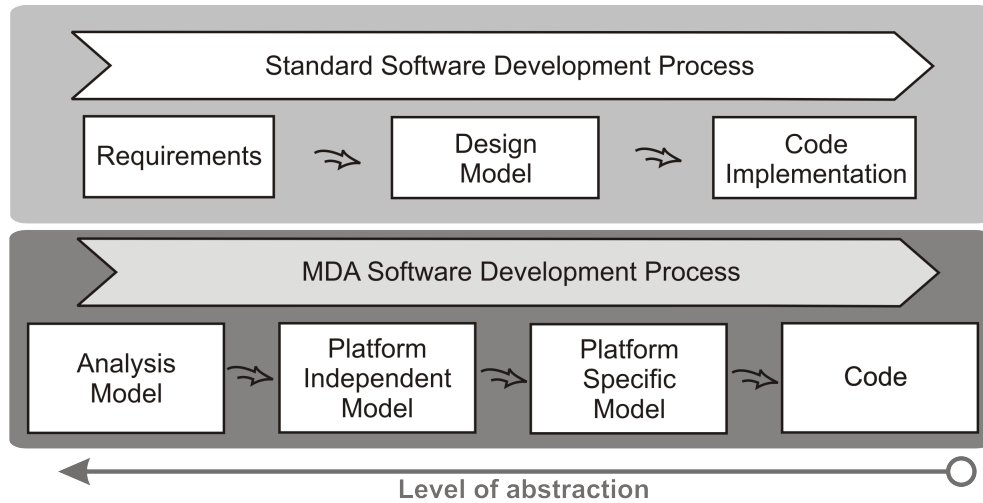 Standard Software Development Process
Requirements
Design
Model
Code
Implementation
MDA Software Development Process
Analysis
Model
Platform
Independent
Model
Platform
Specific
Model
Code
Level of abstraction